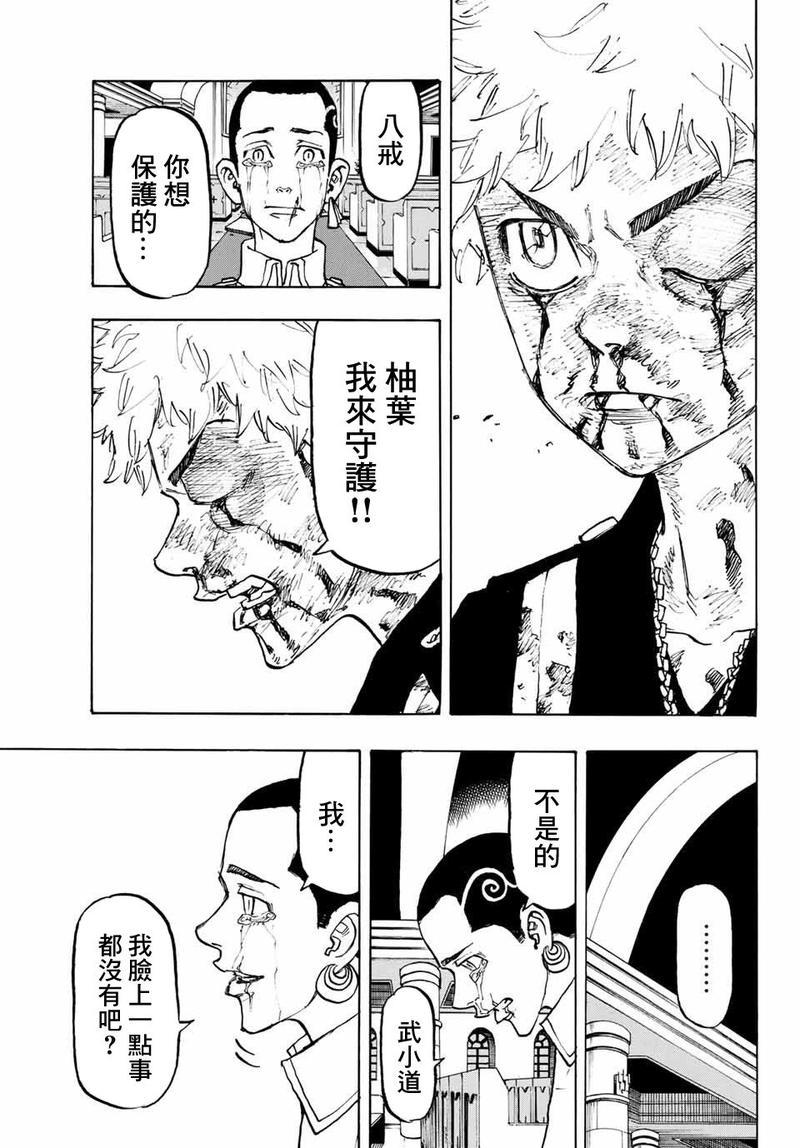 八戒
你想
保護的…
柚葉
我來守護!!
………
不是的
武小道
我…
我臉上一點事
都沒有吧?